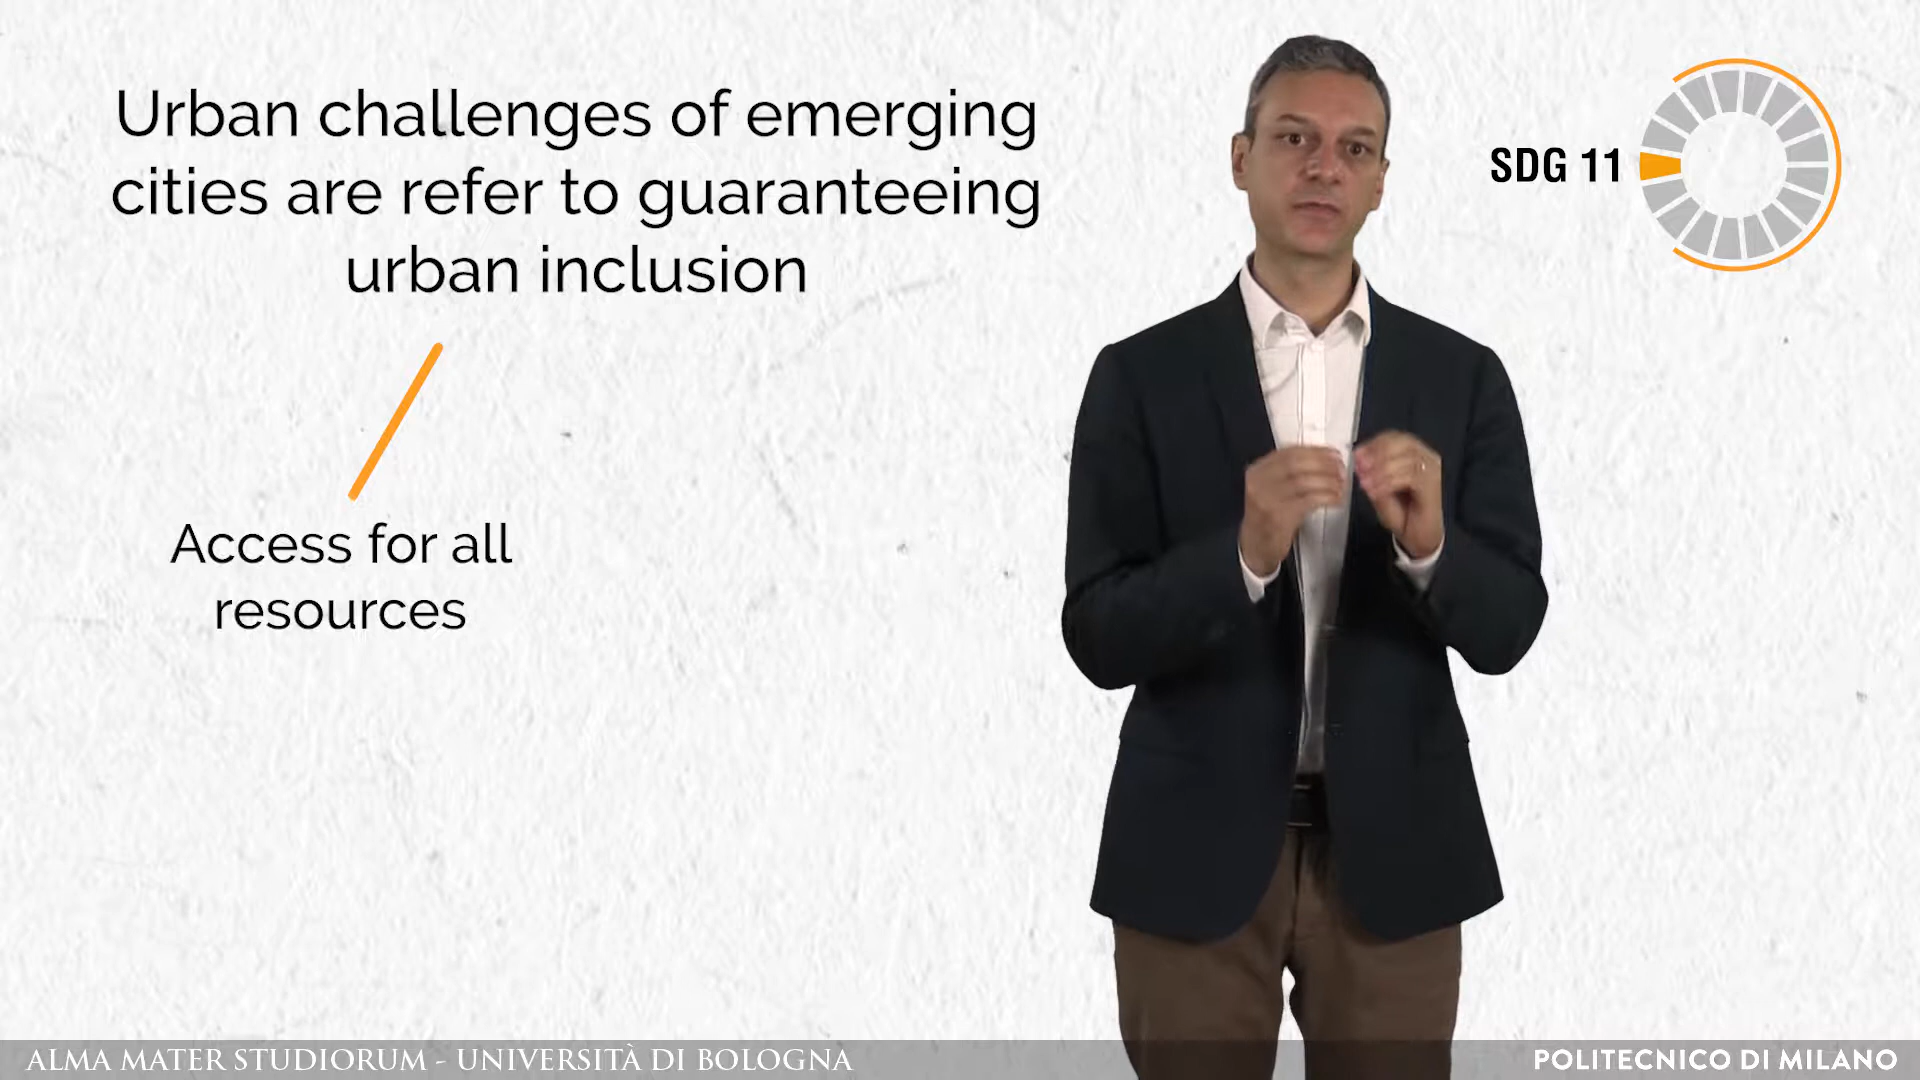 Urban challenges of emerging
cities are refer to guaranteeing
urban inclusion
SDG 11
Access for all
resources
ALMA MATER STUDIORUM - UNIVERSITÀ DI BOLOGNA
POLITECNICO DI MILANO